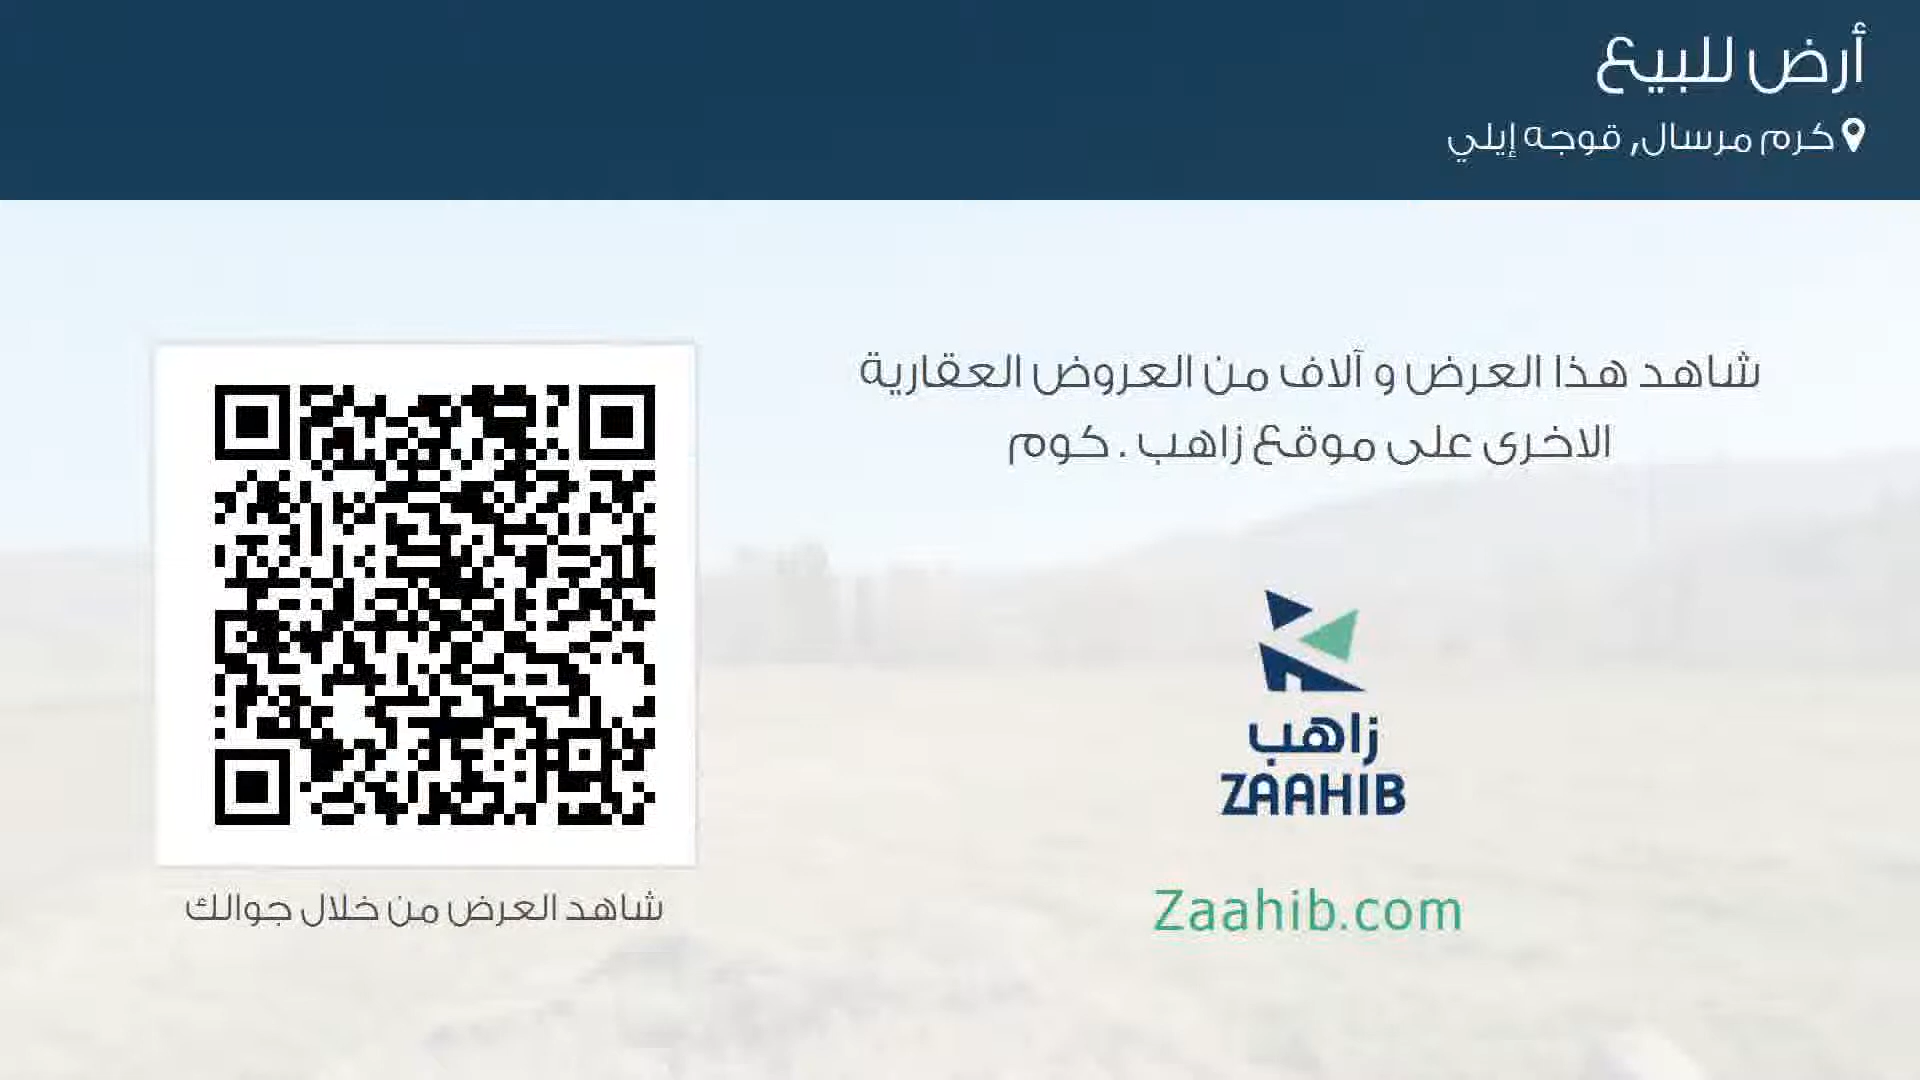 أرض للبيع
كرم مرسال, قوجه إيلي
شاهد هذا العرض و آلاف من العروض العقارية
الاخرى على موقع زاهب . كوم
زاهب
ZAAHIB
Zaahib.com
شاهد العرض من خلال جوالك